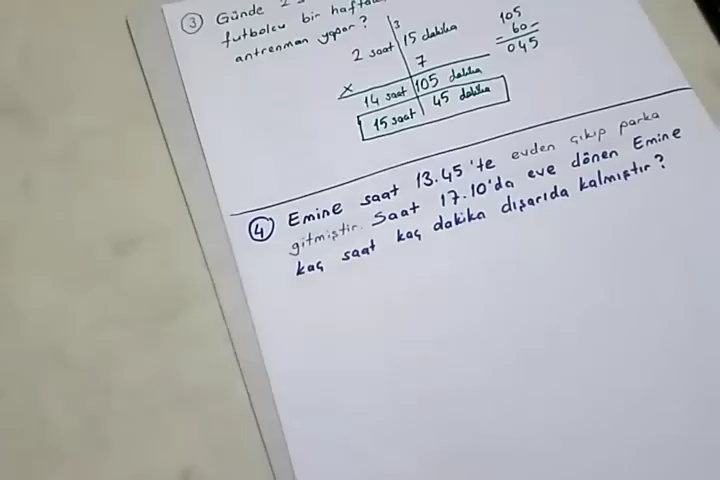 3 Günde 2
futbolcu bir hafta
antrenman yapar?
3
2 saat 15 dakika
7
x
14 saat 105 dakika
15 saat 45 dakika
105
60 -
= 045
4 Emine saat 13.45'te evden çıkıp parka
gitmiştir. Saat 17.10'da eve dönen Emine
kaç saat kaç dakika dışarıda kalmıştır?